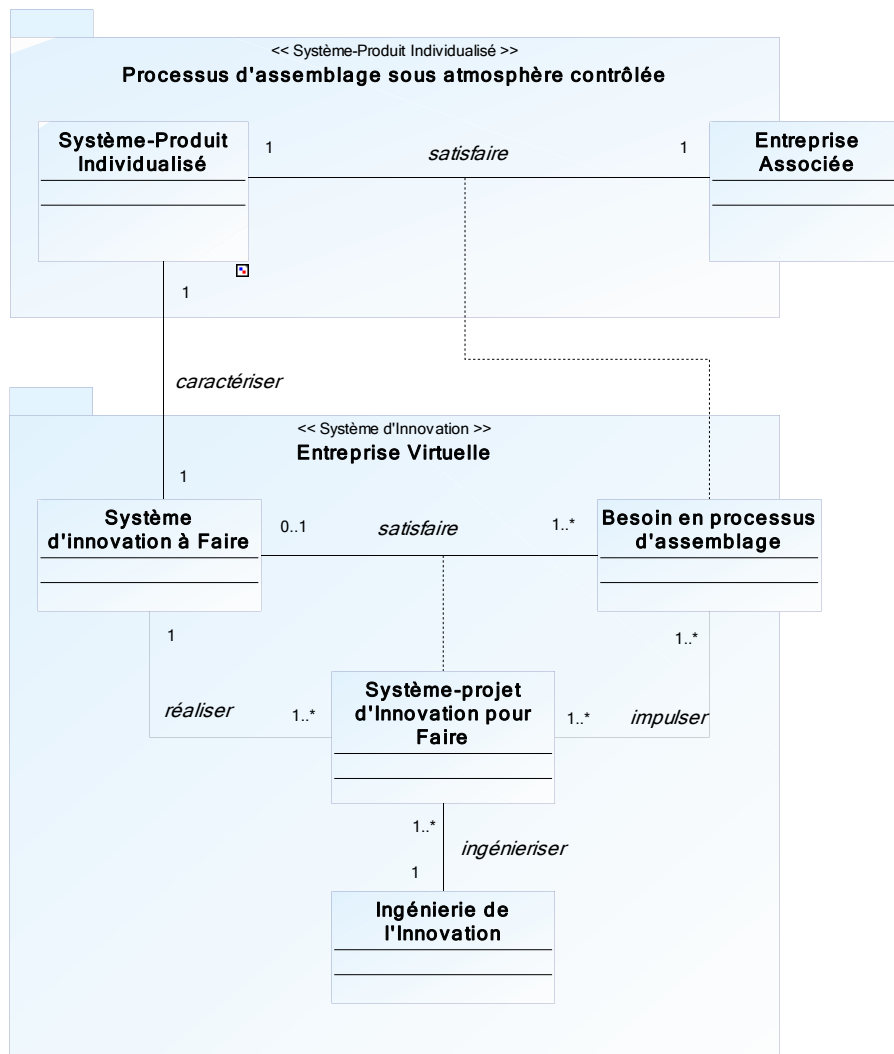 << Système-Produit Individualisé >>
Processus d'assemblage sous atmosphère contrôlée
Système-Produit
Individualisé
1
satisfaire
1
Entreprise
Associée
1
caractériser
1
<< Système d'Innovation >>
Entreprise Virtuelle
Système
d'innovation à Faire
0..1
satisfaire
1..*
Besoin en processus
d'assemblage
1
1..*
réaliser
1..*
Système-projet
d'Innovation pour
Faire
1..*
impulser
1..*
ingénieriser
1
Ingénierie de
l'Innovation